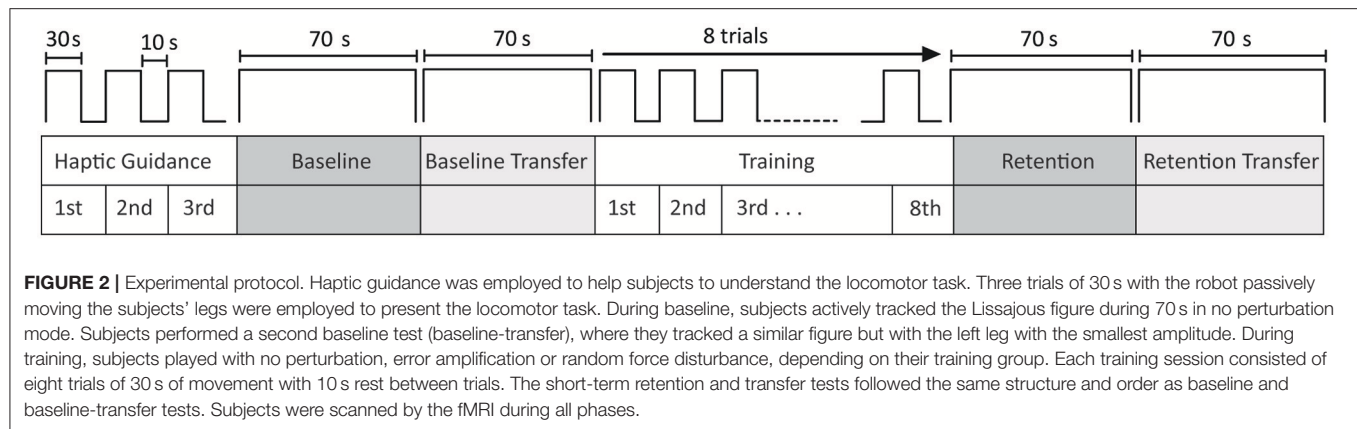 30s 10s 70 s 70 s 8 trials 70 s 70 s
Haptic Guidance Baseline Baseline Transfer Training Retention Retention Transfer
1st 2nd 3rd 1st 2nd 3rd . . . 8th
FIGURE 2 | Experimental protocol. Haptic guidance was employed to help subjects to understand the locomotor task. Three trials of 30 s with the robot passively
moving the subjects' legs were employed to present the locomotor task. During baseline, subjects actively tracked the Lissajous figure during 70 s in no perturbation
mode. Subjects performed a second baseline test (baseline-transfer), where they tracked a similar figure but with the left leg with the smallest amplitude. During
training, subjects played with no perturbation, error amplification or random force disturbance, depending on their training group. Each training session consisted of
eight trials of 30 s of movement with 10 s rest between trials. The short-term retention and transfer tests followed the same structure and order as baseline and
baseline-transfer tests. Subjects were scanned by the fMRI during all phases.